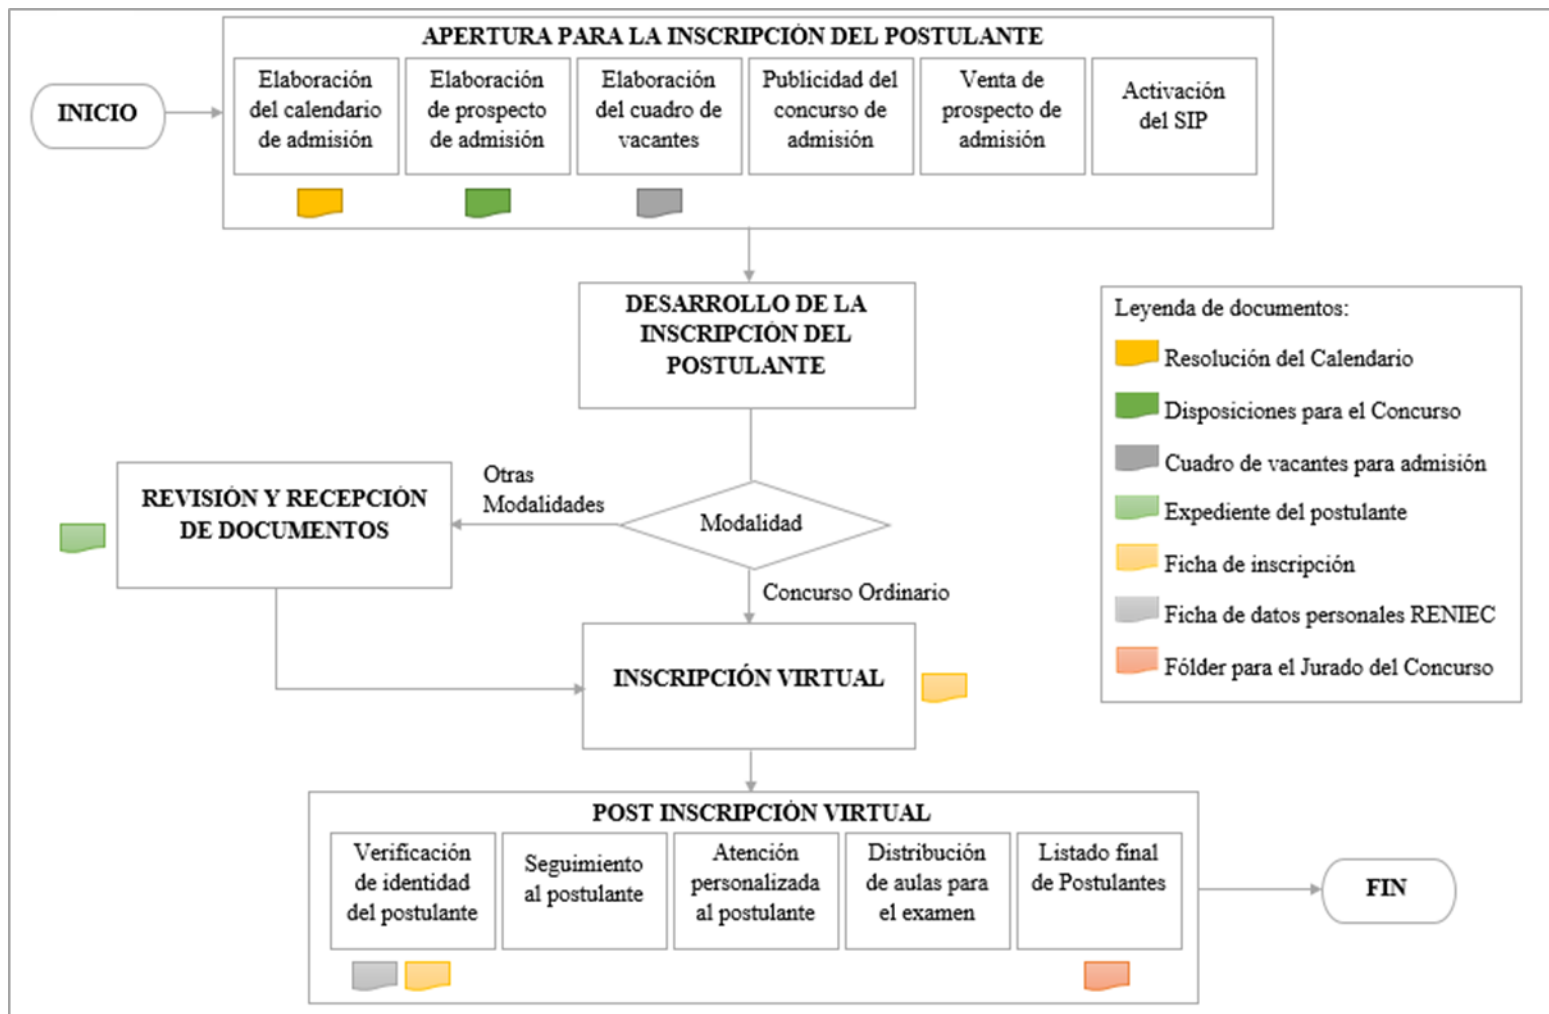 APERTURA PARA LA INSCRIPCIÓN DEL POSTULANTE
INICIO
Elaboración
del calendario
de admisión
Elaboración
de prospecto
de admisión
Elaboración
del cuadro de
vacantes
Publicidad del
concurso de
admisión
Venta de
prospecto de
admisión
Activación
del SIP
DESARROLLO DE LA
INSCRIPCIÓN DEL
POSTULANTE
Leyenda de documentos:
Resolución del Calendario
Disposiciones para el Concurso
Cuadro de vacantes para admisión
Expediente del postulante
Ficha de inscripción
Ficha de datos personales RENIEC
Fólder para el Jurado del Concurso
Otras
Modalidades
REVISIÓN Y RECEPCIÓN
DE DOCUMENTOS
Modalidad
Concurso Ordinario
INSCRIPCIÓN VIRTUAL
POST INSCRIPCIÓN VIRTUAL
Verificación
de identidad
del postulante
Seguimiento
al postulante
Atención
personalizada
al postulante
Distribución
de aulas para
el examen
Listado final
de Postulantes
FIN